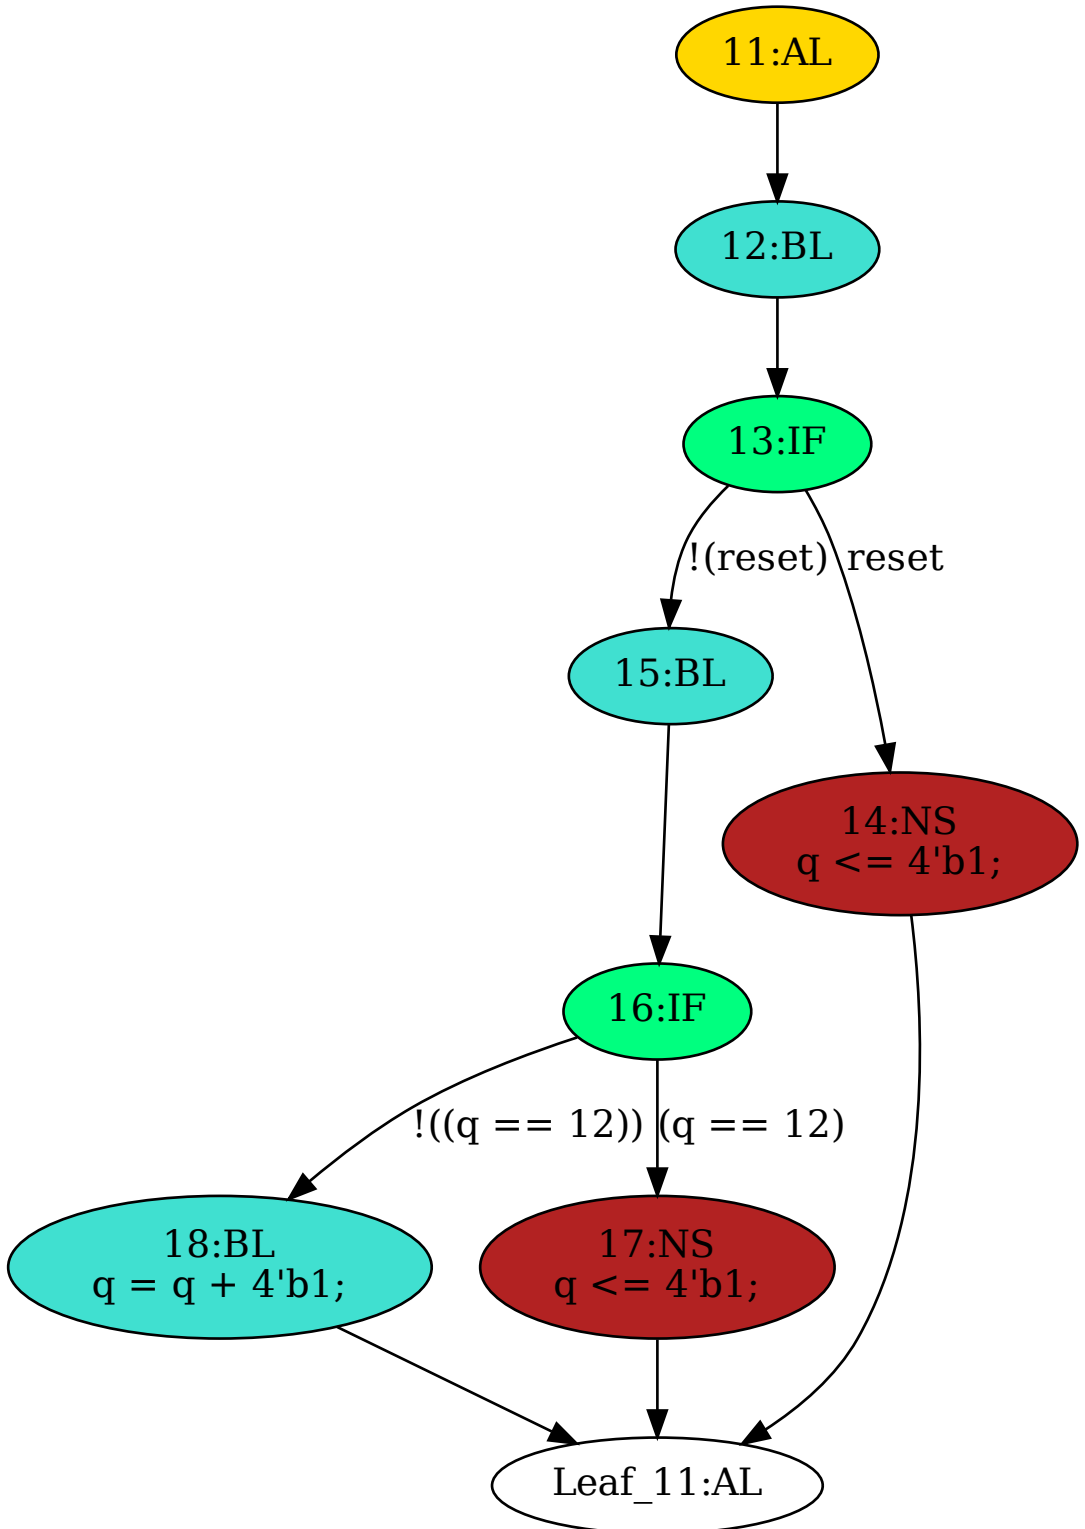 11:AL
12:BL
13:IF
!(reset)
reset
15:BL
14:NS
q <= 4'b1;
16:IF
!((q == 12))
(q == 12)
18:BL
q = q + 4'b1;
17:NS
q <= 4'b1;
Leaf_11:AL